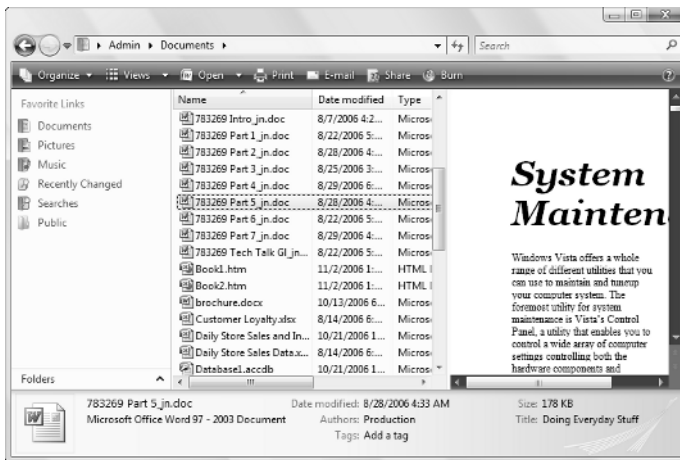 Admin ▸ Documents ▸
Search
Organize Views Open Print E-mail Share Burn
Favorite Links
Documents
Pictures
Music
Recently Changed
Searches
Public
Folders
Name Date modified Type
783269 Intro_jn.doc 8/7/2006 4:2... Micros
783269 Part 1_jn.doc 8/22/2006 5:... Micros
783269 Part 2_jn.doc 8/28/2006 4:... Micros
783269 Part 3_jn.doc 8/25/2006 3:... Micros
783269 Part 4_jn.doc 8/29/2006 6:... Micros
783269 Part 5_jn.doc 8/28/2006 4:... Micros
783269 Part 6_jn.doc 8/22/2006 5:... Micros
783269 Part 7_jn.doc 8/29/2006 4:... Micros
783269 Tech Talk GI_jn... 8/22/2006 5:... Micros
Book1.htm 11/2/2006 1:... HTML
Book2.htm 11/2/2006 1:... HTML
brochure.docx 10/13/2006 6... Micros
Customer Loyalty.xlsx 8/14/2006 6:... Micros
Daily Store Sales and In... 10/21/2006 1... Micros
Daily Store Sales Data.x... 8/14/2006 6:... Micros
Database1.accdb 10/21/2006 1... Micros
System
Mainten
Windows Vista offers a whole
range of different utilities that you
can use to maintain and tuneup
your computer system. The
foremost utility for system
maintenance is Vista's Control
Panel, a utility that enables you to
control a wide array of computer
settings controlling both the
hardware components and
783269 Part 5_jn.doc
Microsoft Office Word 97 - 2003 Document
Date modified: 8/28/2006 4:33 AM
Authors: Production
Tags: Add a tag
Size: 178 KB
Title: Doing Everyday Stuff